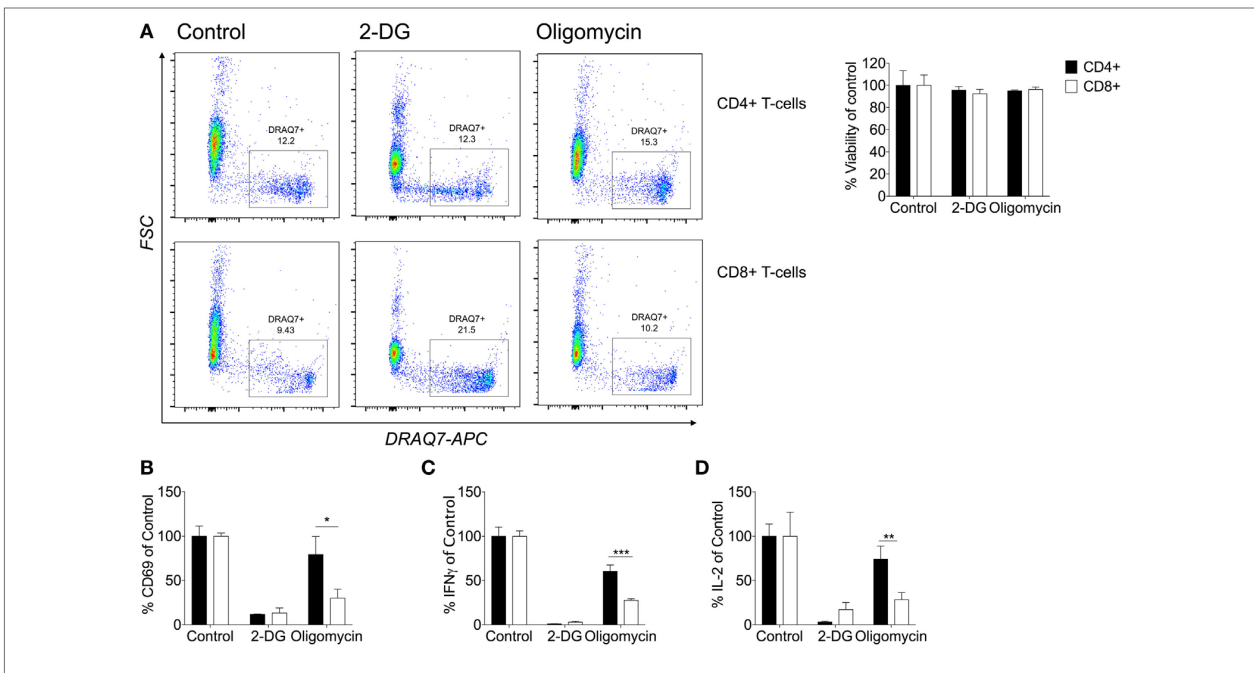 A
Control
2-DG
Oligomycin
DRAQ7+
12.2
DRAQ7+
12.3
DRAQ7+
15.3
CD4+ T-cells
DRAQ7+
9.43
DRAQ7+
21.5
DRAQ7+
10.2
CD8+ T-cells
FSC
DRAQ7-APC
% Viability of control
120
100
80
60
40
20
0
Control
2-DG
Oligomycin
CD4+
CD8+
B
% CD69 of Control
150
100
50
0
*
Control
2-DG
Oligomycin
C
% IFNγ of Control
150
100
50
0
***
Control
2-DG
Oligomycin
D
% IL-2 of Control
150
100
50
0
**
Control
2-DG
Oligomycin